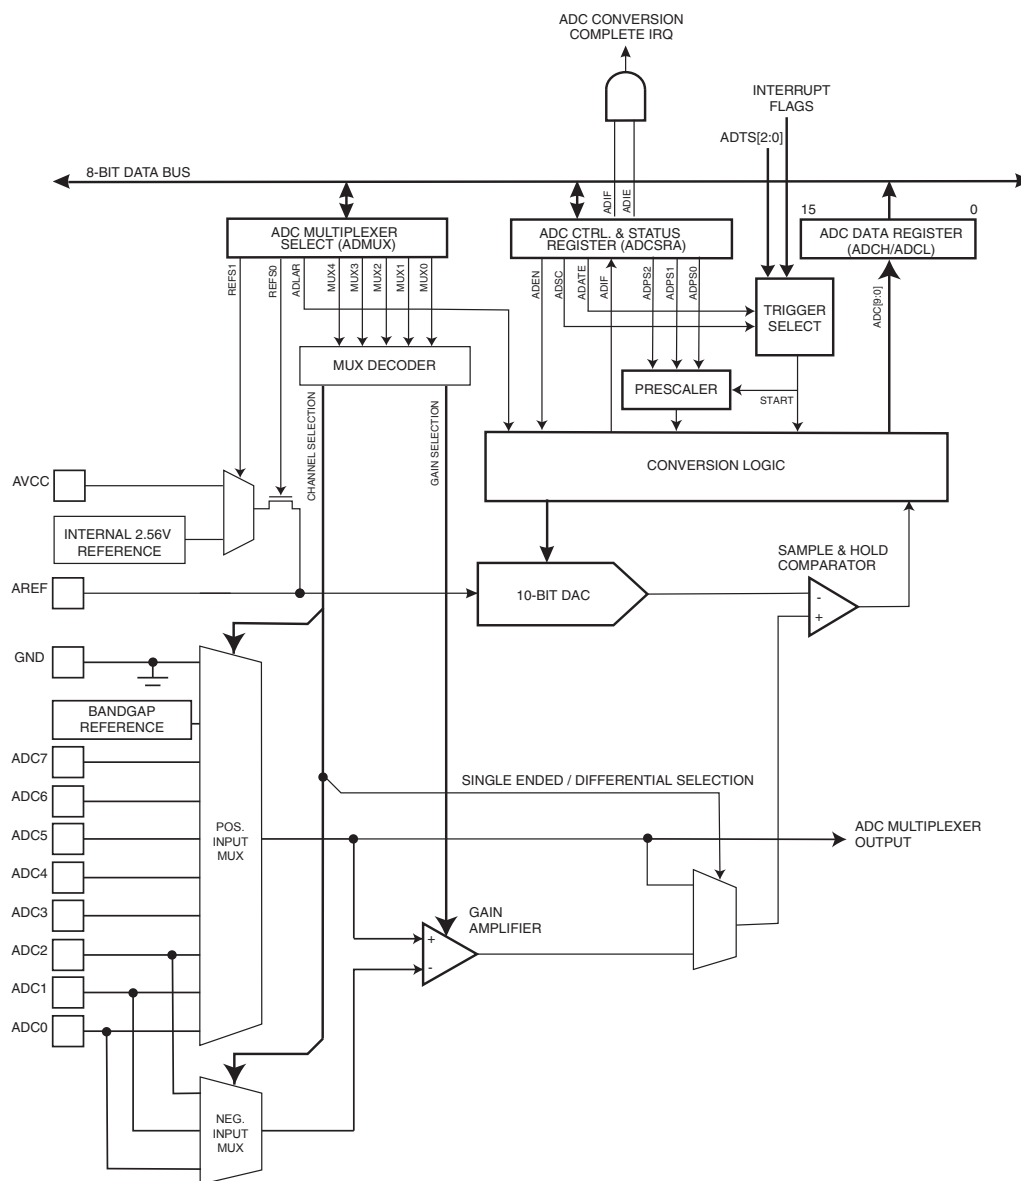 ADC CONVERSION
COMPLETE IRQ
INTERRUPT
FLAGS
ADTS[2:0]
8-BIT DATA BUS
ADIF
ADIE
15
0
ADC MULTIPLEXER
SELECT (ADMUX)
ADC CTRL. & STATUS
REGISTER (ADCSRA)
ADC DATA REGISTER
(ADCH/ADCL)
REFS1
REFS0
ADLAR
MUX4
MUX3
MUX2
MUX1
MUX0
ADEN
ADSC
ADATE
ADIF
ADPS2
ADPS1
ADPS0
ADC[9:0]
TRIGGER
SELECT
MUX DECODER
PRESCALER
START
CHANNEL SELECTION
GAIN SELECTION
CONVERSION LOGIC
AVCC
INTERNAL 2.56V
REFERENCE
SAMPLE & HOLD
COMPARATOR
AREF
10-BIT DAC
-
+
GND
BANDGAP
REFERENCE
ADC7
SINGLE ENDED / DIFFERENTIAL SELECTION
ADC6
ADC5
POS.
INPUT
MUX
ADC MULTIPLEXER
OUTPUT
ADC4
ADC3
GAIN
AMPLIFIER
ADC2
+
-
ADC1
ADC0
NEG.
INPUT
MUX